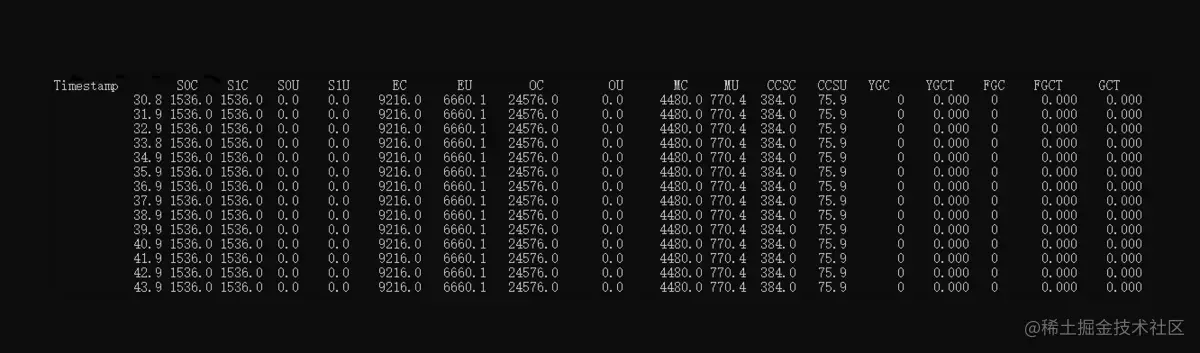 Timestamp S0C S1C S0U S1U EC EU OC OU MC MU CCSC CCSU YGC YGCT FGC FGCT GCT
30.8 1536.0 1536.0 0.0 0.0 9216.0 6660.1 24576.0 0.0 4480.0 770.4 384.0 75.9 0 0.000 0 0.000 0.000
31.9 1536.0 1536.0 0.0 0.0 9216.0 6660.1 24576.0 0.0 4480.0 770.4 384.0 75.9 0 0.000 0 0.000 0.000
32.9 1536.0 1536.0 0.0 0.0 9216.0 6660.1 24576.0 0.0 4480.0 770.4 384.0 75.9 0 0.000 0 0.000 0.000
33.8 1536.0 1536.0 0.0 0.0 9216.0 6660.1 24576.0 0.0 4480.0 770.4 384.0 75.9 0 0.000 0 0.000 0.000
34.9 1536.0 1536.0 0.0 0.0 9216.0 6660.1 24576.0 0.0 4480.0 770.4 384.0 75.9 0 0.000 0 0.000 0.000
35.9 1536.0 1536.0 0.0 0.0 9216.0 6660.1 24576.0 0.0 4480.0 770.4 384.0 75.9 0 0.000 0 0.000 0.000
36.9 1536.0 1536.0 0.0 0.0 9216.0 6660.1 24576.0 0.0 4480.0 770.4 384.0 75.9 0 0.000 0 0.000 0.000
37.9 1536.0 1536.0 0.0 0.0 9216.0 6660.1 24576.0 0.0 4480.0 770.4 384.0 75.9 0 0.000 0 0.000 0.000
38.9 1536.0 1536.0 0.0 0.0 9216.0 6660.1 24576.0 0.0 4480.0 770.4 384.0 75.9 0 0.000 0 0.000 0.000
39.9 1536.0 1536.0 0.0 0.0 9216.0 6660.1 24576.0 0.0 4480.0 770.4 384.0 75.9 0 0.000 0 0.000 0.000
40.9 1536.0 1536.0 0.0 0.0 9216.0 6660.1 24576.0 0.0 4480.0 770.4 384.0 75.9 0 0.000 0 0.000 0.000
41.9 1536.0 1536.0 0.0 0.0 9216.0 6660.1 24576.0 0.0 4480.0 770.4 384.0 75.9 0 0.000 0 0.000 0.000
42.9 1536.0 1536.0 0.0 0.0 9216.0 6660.1 24576.0 0.0 4480.0 770.4 384.0 75.9 0 0.000 0 0.000 0.000
43.9 1536.0 1536.0 0.0 0.0 9216.0 6660.1 24576.0 0.0 4480.0 770.4 384.0 75.9 0 0.000 0 0.000 0.000
@稀土掘金技术社区